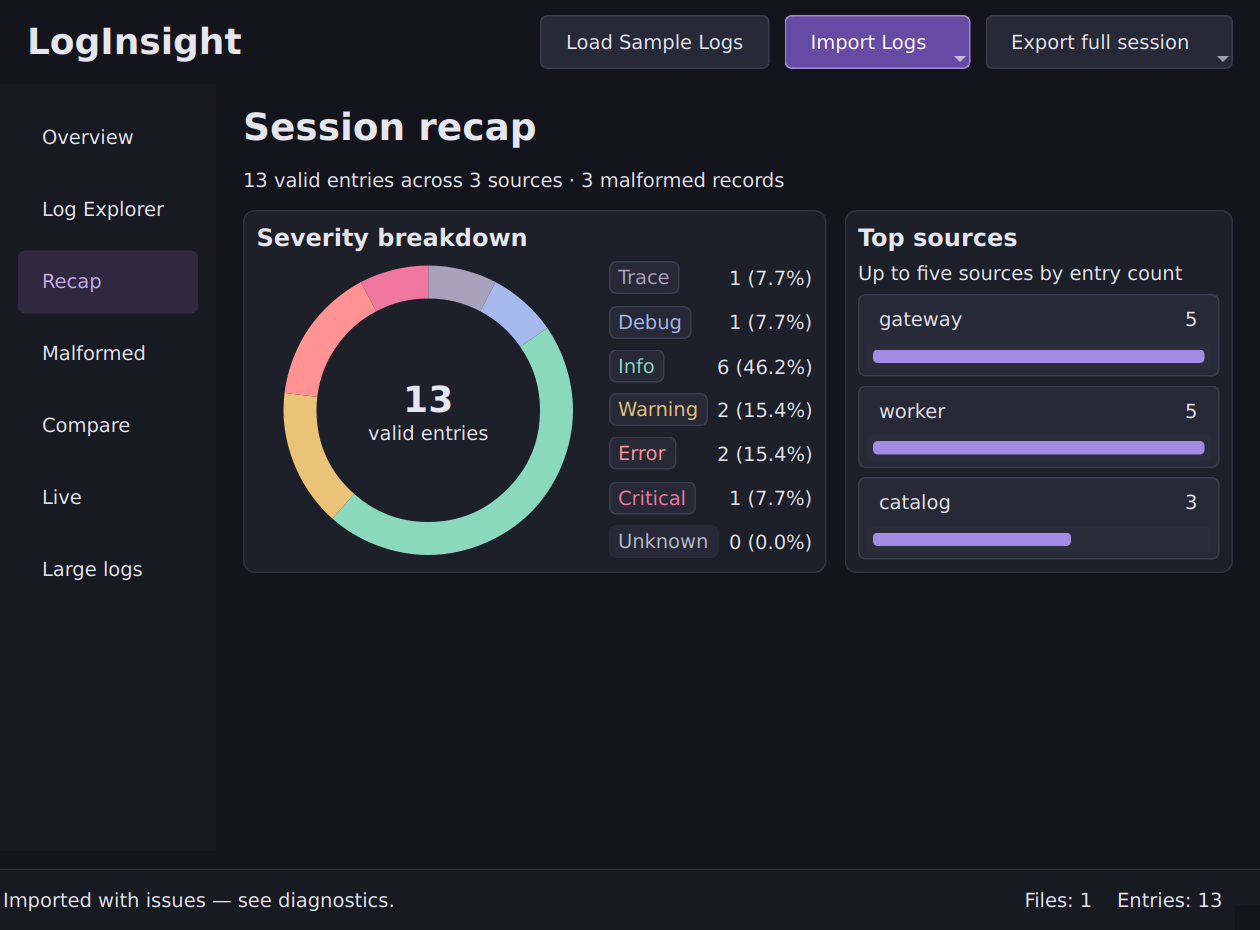 LogInsight
Load Sample Logs
Import Logs
Export full session
Overview
Log Explorer
Recap
Malformed
Compare
Live
Large logs
Session recap
13 valid entries across 3 sources · 3 malformed records
Severity breakdown
13
valid entries
Trace 1 (7.7%)
Debug 1 (7.7%)
Info 6 (46.2%)
Warning 2 (15.4%)
Error 2 (15.4%)
Critical 1 (7.7%)
Unknown 0 (0.0%)
Top sources
Up to five sources by entry count
gateway 5
worker 5
catalog 3
Imported with issues — see diagnostics.
Files: 1 Entries: 13